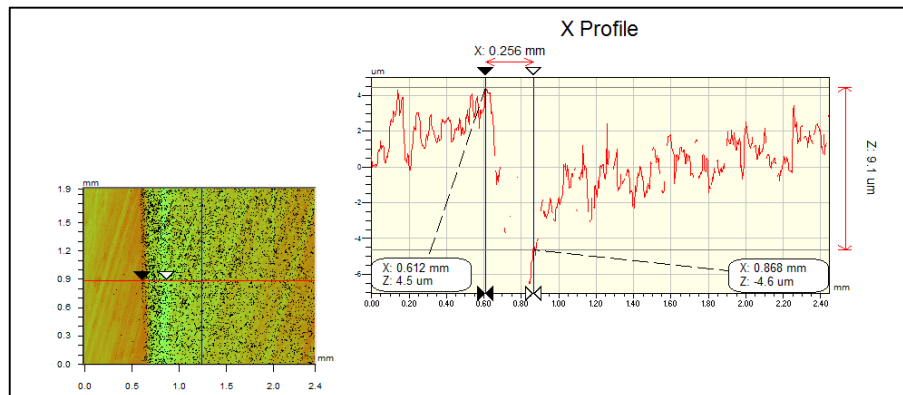 X Profile
X: 0.256 mm
um
4
2
0
-2
-4
-6
0.00 0.20 0.40 0.60 0.80 1.00 1.20 1.40 1.60 1.80 2.00 2.20 2.40
mm
Z: 9.1 um
X: 0.612 mm
Z: 4.5 um
X: 0.868 mm
Z: -4.6 um
mm
1.9
1.5
1.2
0.9
0.6
0.3
0.0
mm
0.0 0.5 1.0 1.5 2.0 2.4